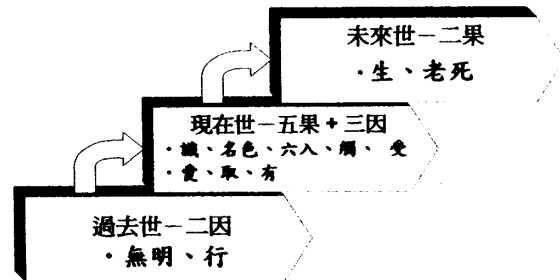 未來世－二果
・生、老死
現在世－五果+三因
・識、名色、六入、觸、受
・愛、取、有
過去世－二因
・無明、行